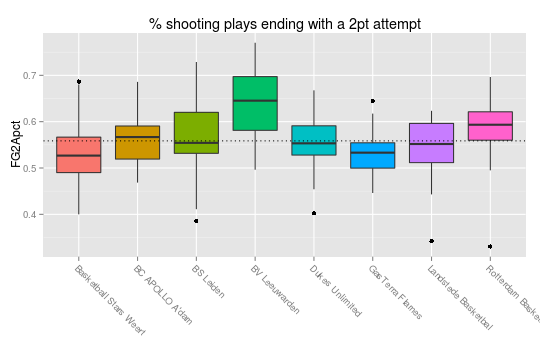 % shooting plays ending with a 2pt attempt
FG2Apct
0.7
0.6
0.5
0.4
Basketball Stars Weert
BC APOLLO A'dam
BS Leiden
BV Leeuwarden
Dukes Unlimited
GasTerra Flames
Landstede Basketbal
Rotterdam Baske